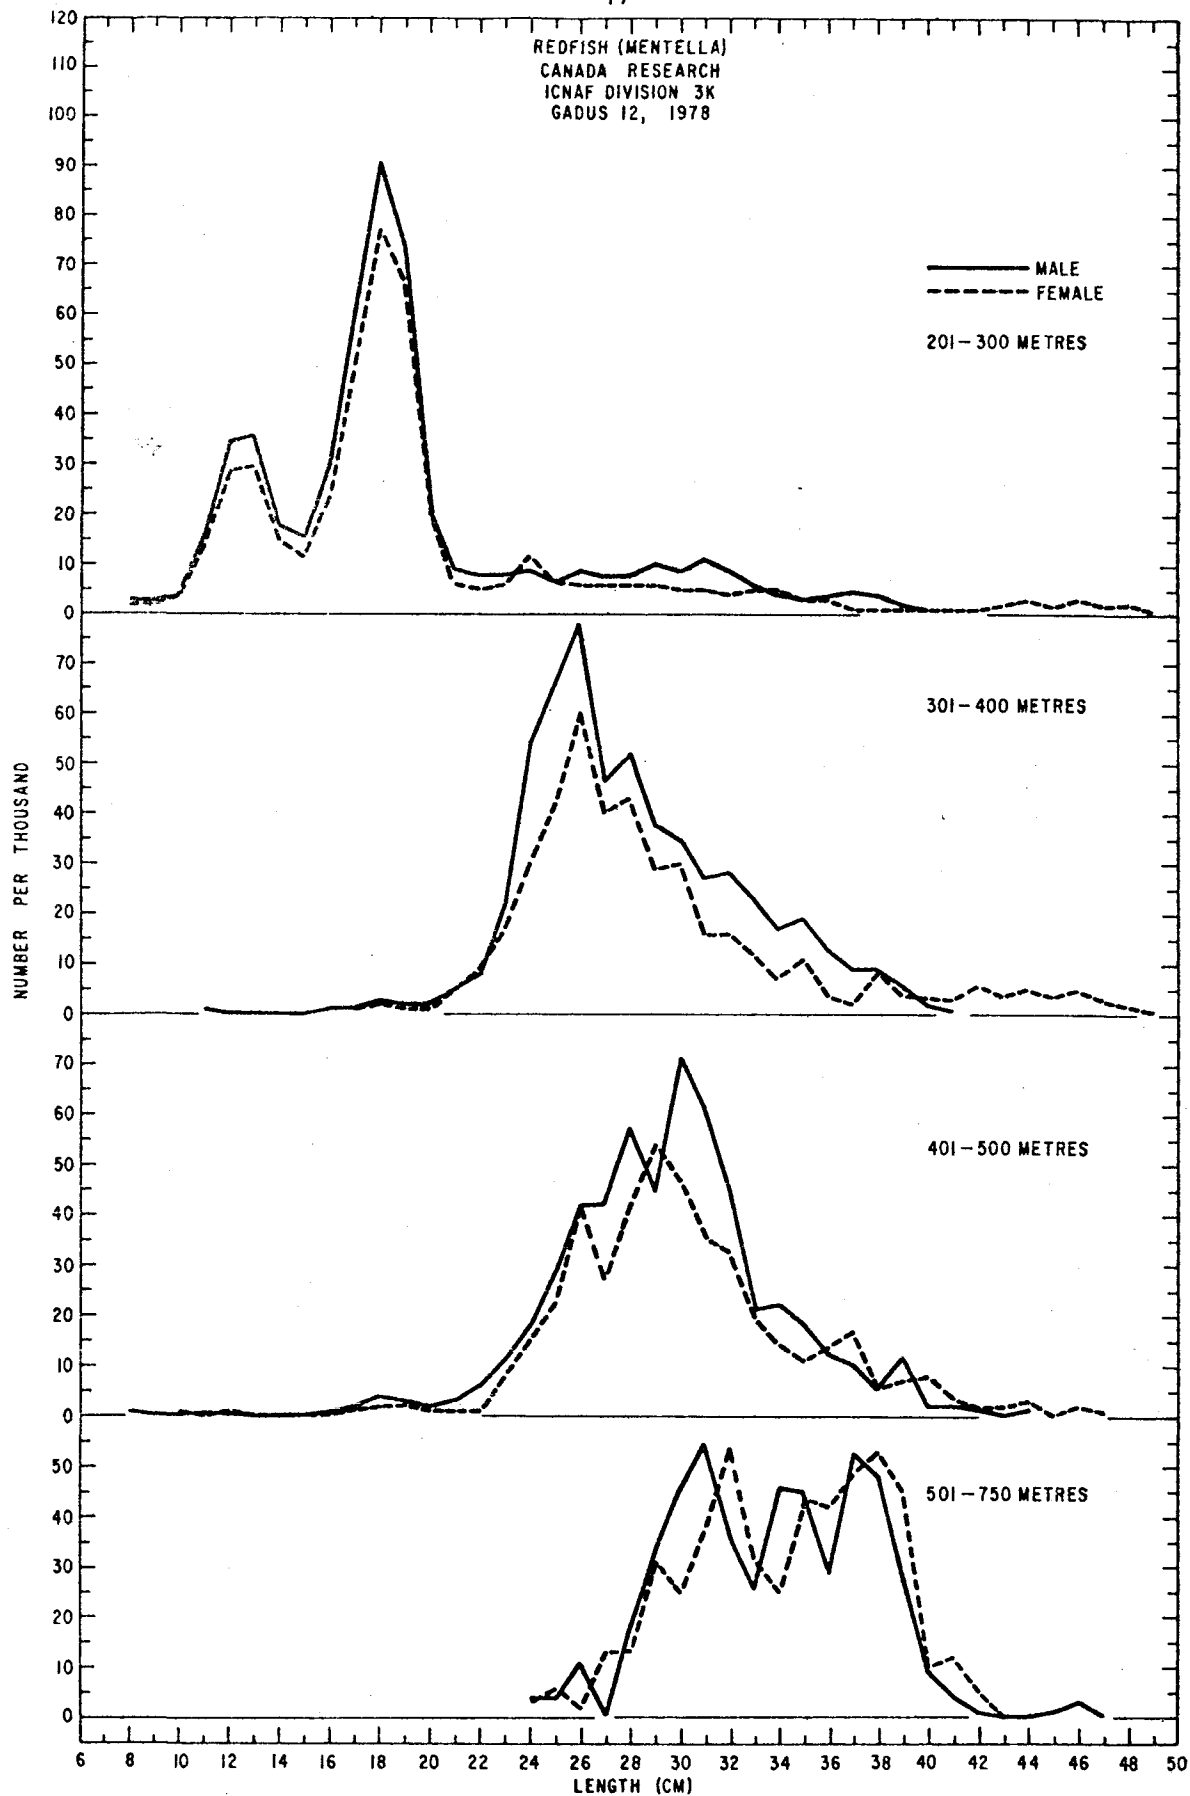 REDFISH (MENTELLA)
CANADA RESEARCH
ICNAF DIVISION 3K
GADUS 12, 1978
MALE
FEMALE
201-300 METRES
120
110
100
90
80
70
60
50
40
30
20
10
0
301-400 METRES
70
60
50
40
30
20
10
0
NUMBER PER THOUSAND
401-500 METRES
70
60
50
40
30
20
10
0
501-750 METRES
50
40
30
20
10
0
6 8 10 12 14 16 18 20 22 24 26 28 30 32 34 36 38 40 42 44 46 48 50
LENGTH (CM)